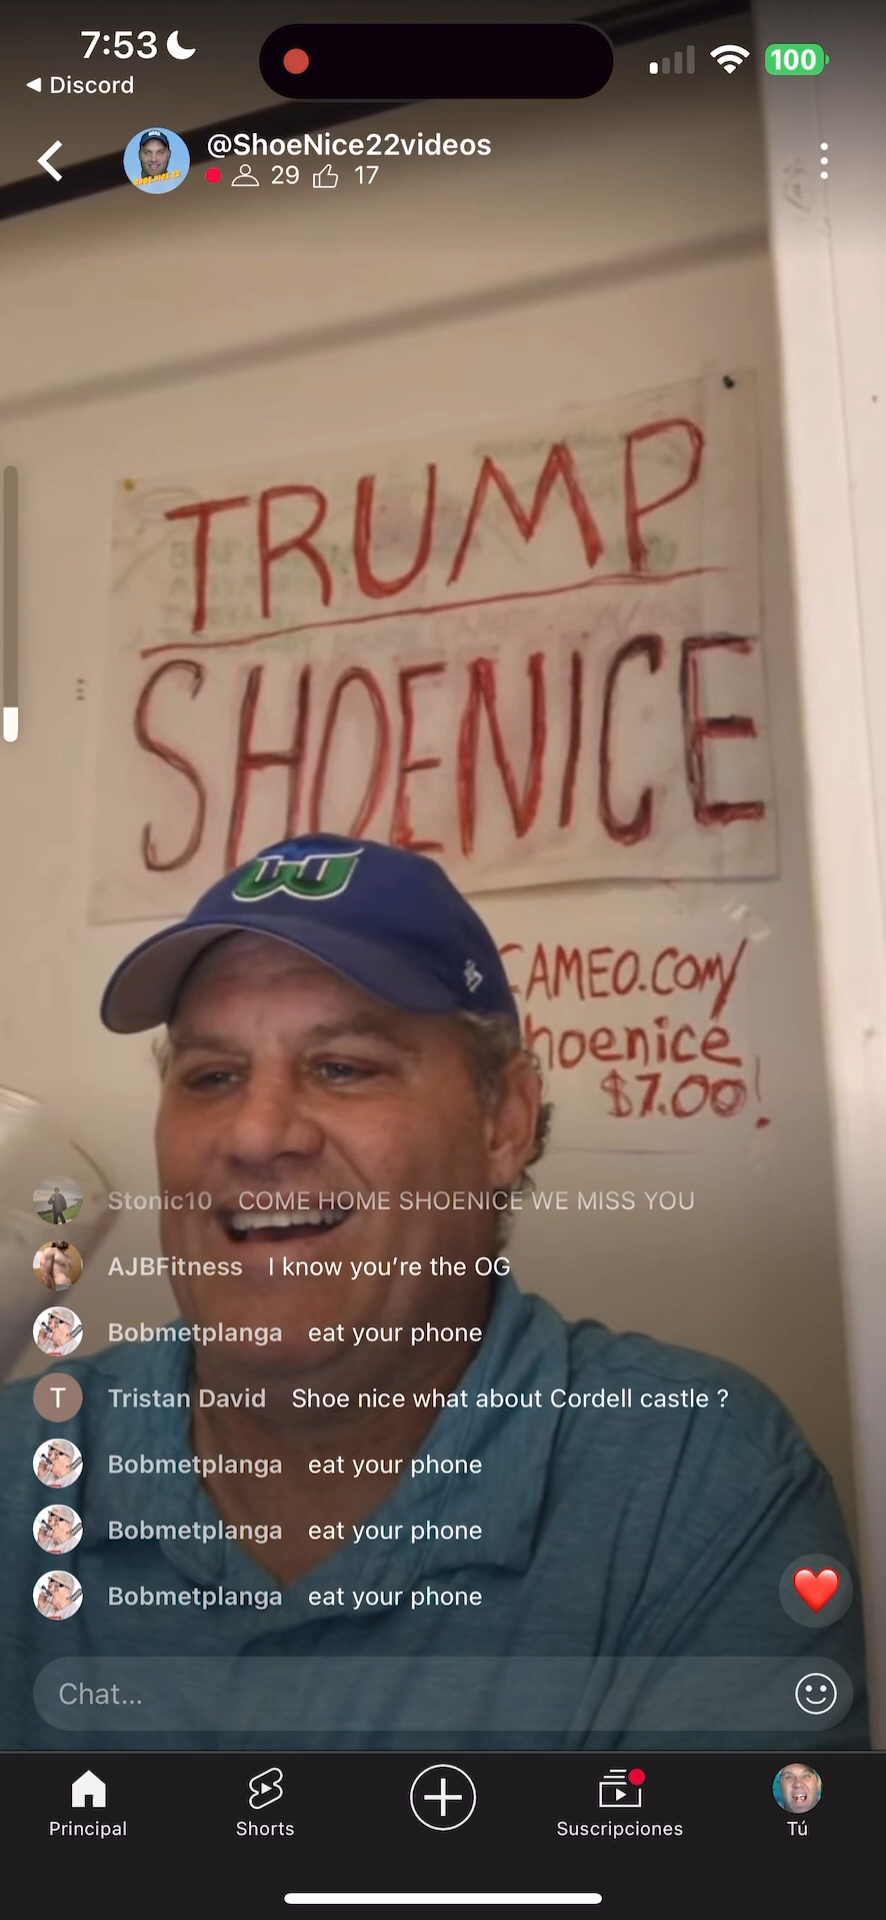 7:53
100
Discord
@ShoeNice22videos
29 17
TRUMP
SHOENICE
CAMEO.COM/
hoenice
$7.00!
Stonic10 COME HOME SHOENICE WE MISS YOU
AJBFitness I know you’re the OG
Bobmetplanga eat your phone
T
Tristan David Shoe nice what about Cordell castle ?
Bobmetplanga eat your phone
Bobmetplanga eat your phone
Bobmetplanga eat your phone
Chat...
Principal Shorts Suscripciones Tú